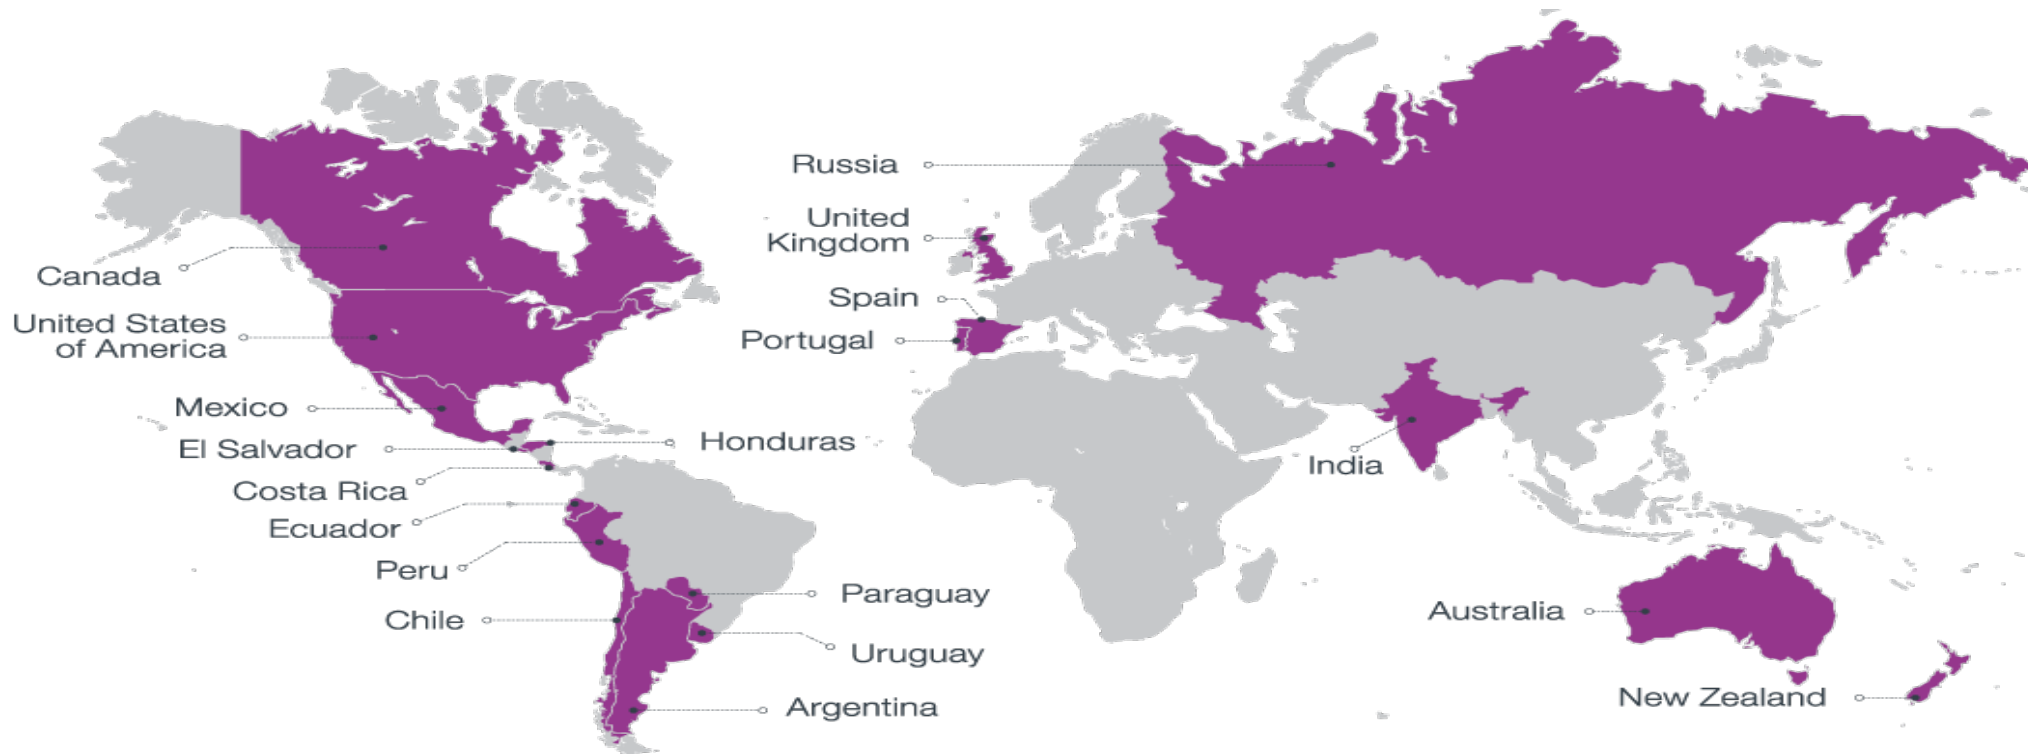 Russia
United
Kingdom
Canada
Spain
United States
of America
Portugal
Mexico
El Salvador
Honduras
India
Costa Rica
Ecuador
Peru
Paraguay
Chile
Australia
Uruguay
New Zealand
Argentina